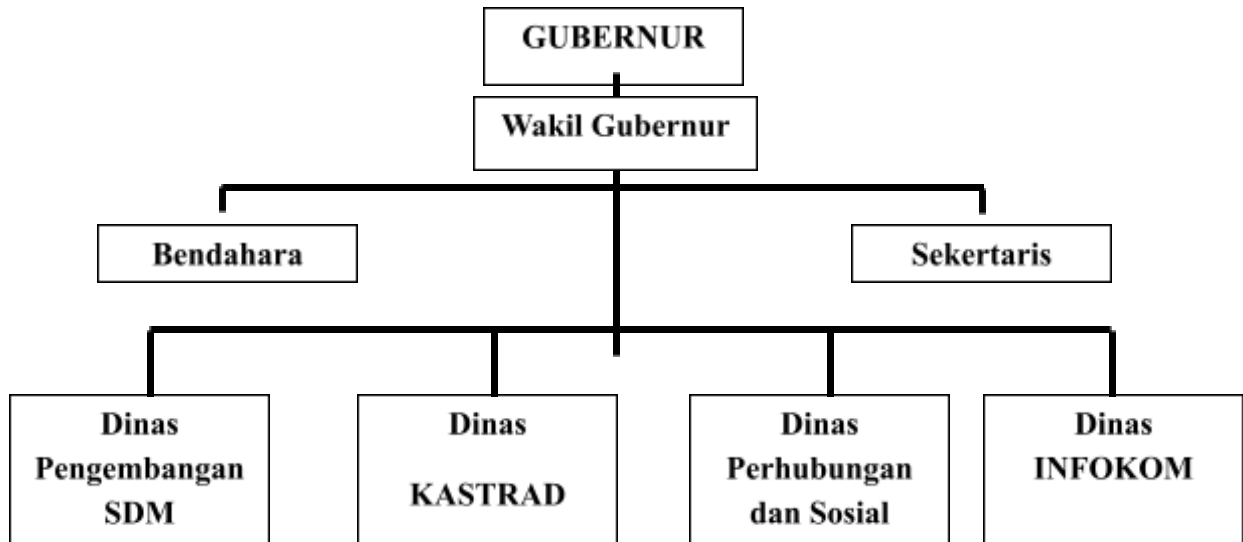 GUBERNUR
Wakil Gubernur
Bendahara
Sekertaris
Dinas
Pengembangan
SDM
Dinas
KASTRAD
Dinas
Perhubungan
dan Sosial
Dinas
INFOKOM